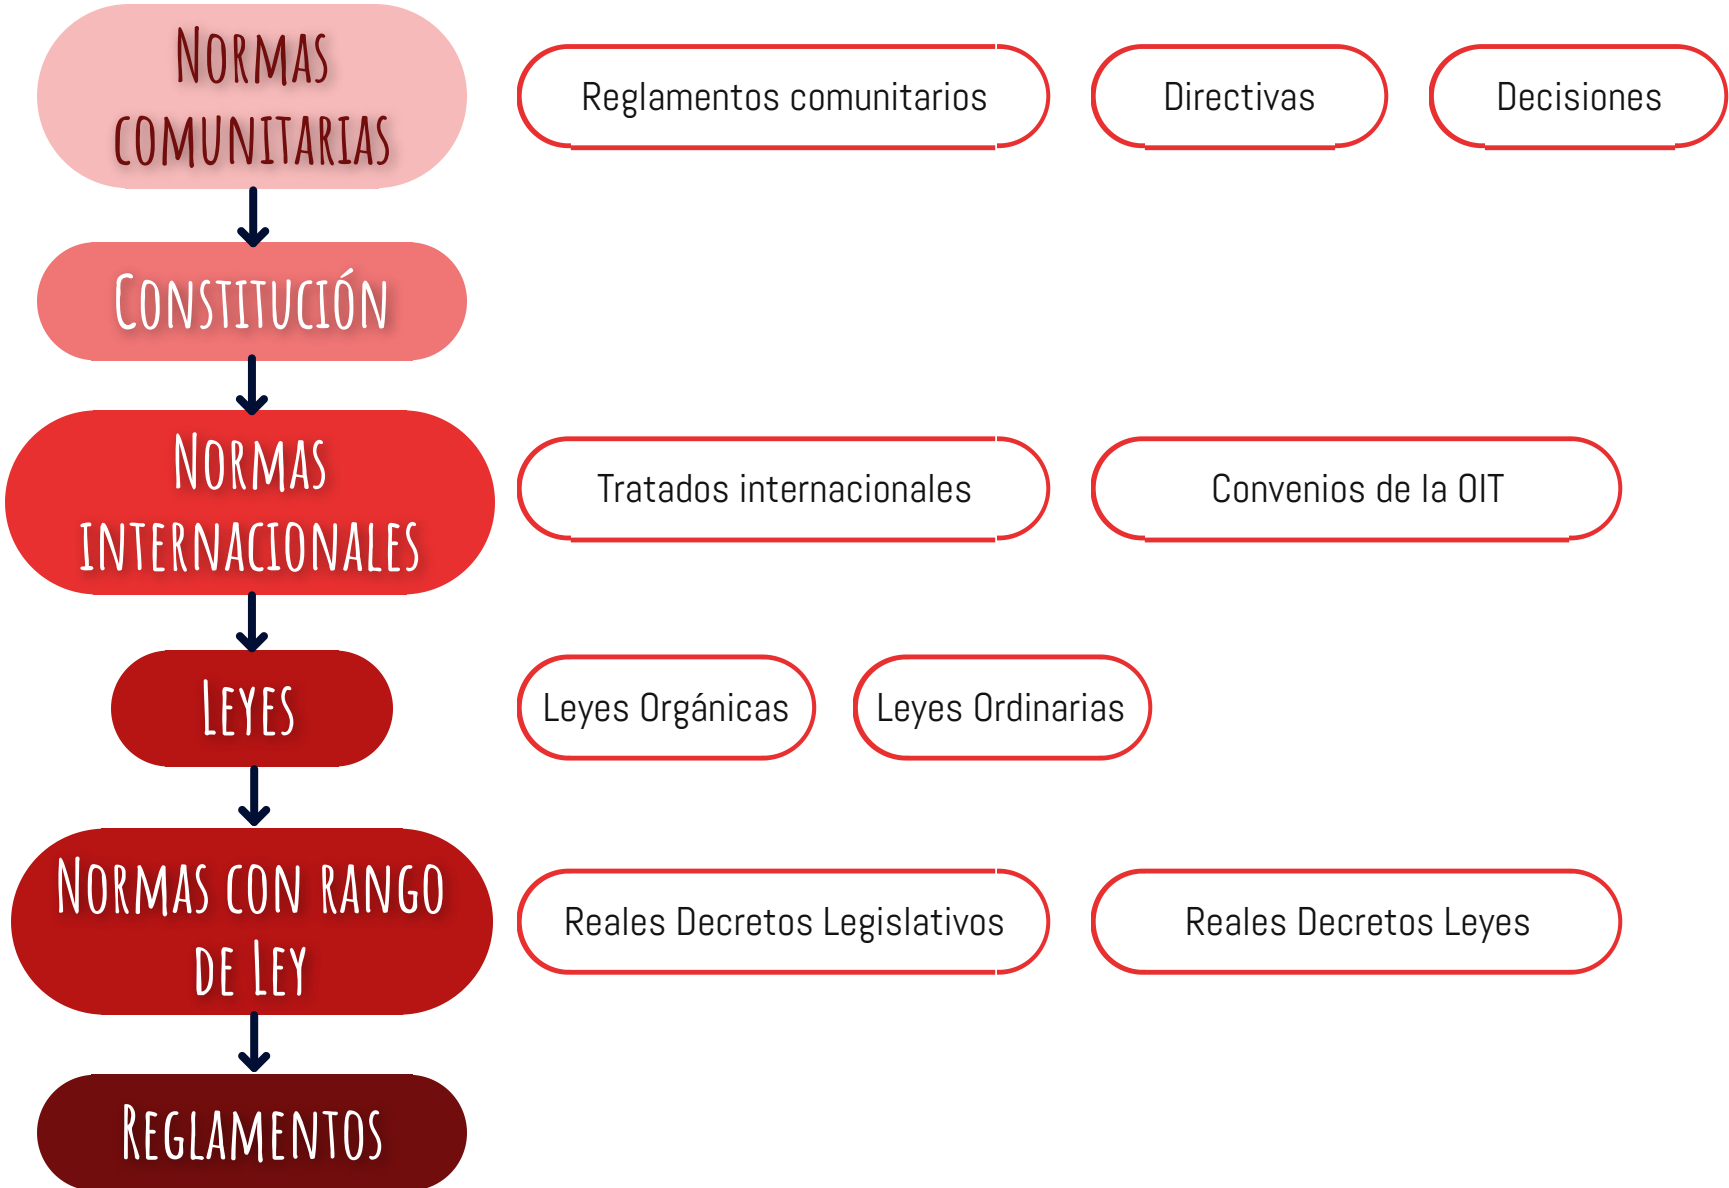 Normas
comunitarias
Reglamentos comunitarios
Directivas
Decisiones
Constitución
Normas
internacionales
Tratados internacionales
Convenios de la OIT
Leyes
Leyes Orgánicas
Leyes Ordinarias
Normas con rango
de Ley
Reales Decretos Legislativos
Reales Decretos Leyes
Reglamentos